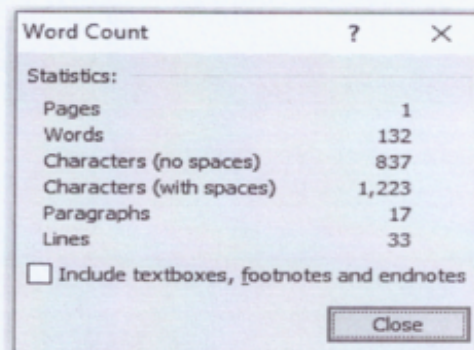 Word Count ? ×
Statistics:
Pages 1
Words 132
Characters (no spaces) 837
Characters (with spaces) 1,223
Paragraphs 17
Lines 33
Include textboxes, footnotes and endnotes
Close